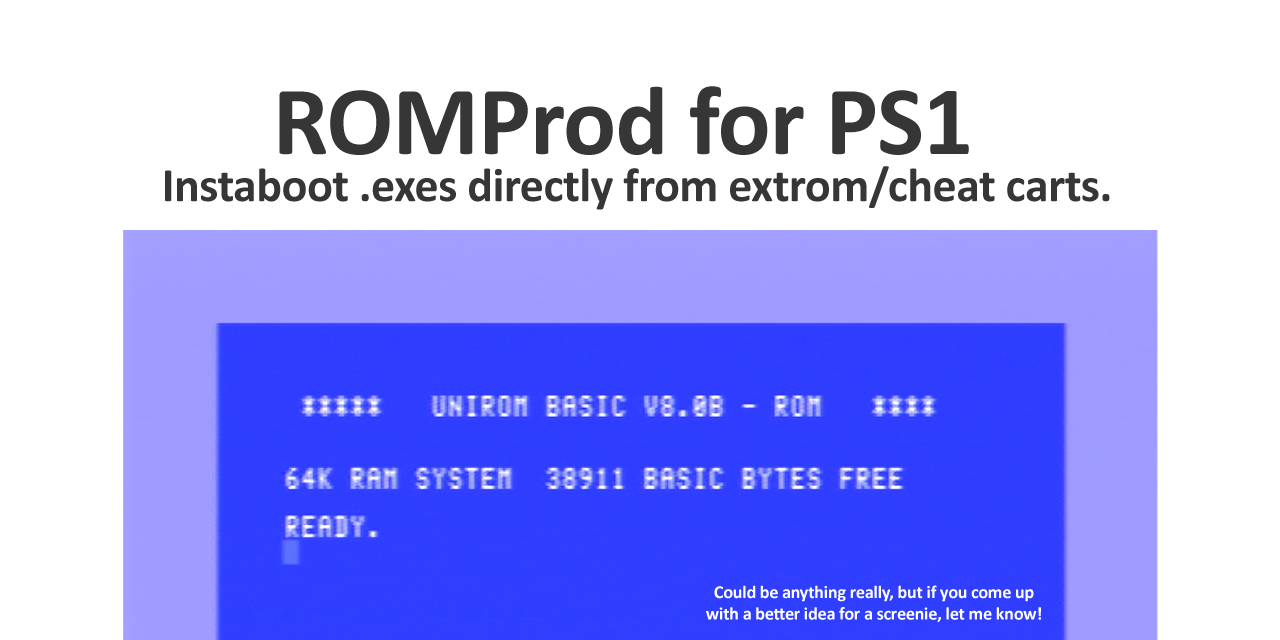 ROMProd for PS1
Instaboot .exes directly from extrom/cheat carts.
***** UNIROM BASIC V8.0B - ROM ****
64K RAM SYSTEM 38911 BASIC BYTES FREE
READY.
Could be anything really, but if you come up
with a better idea for a screenie, let me know!